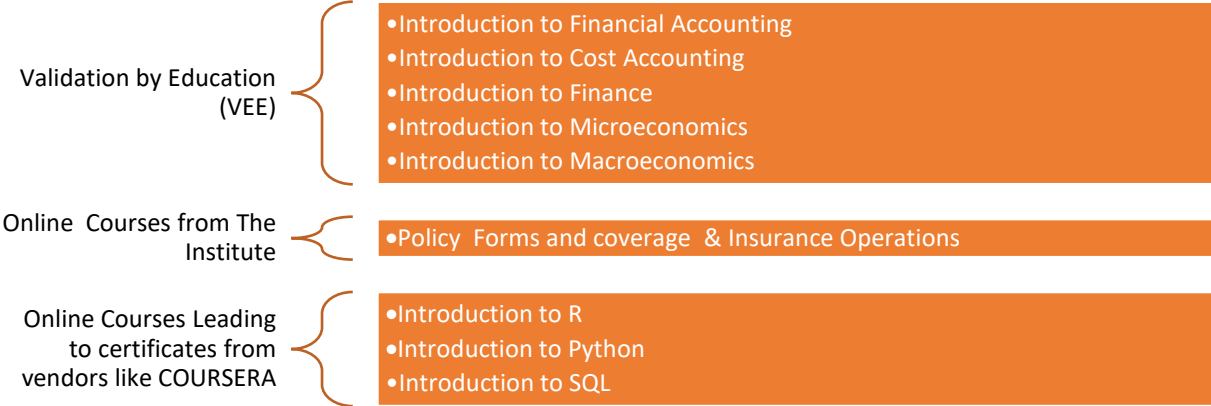 Validation by Education
(VEE)
•Introduction to Financial Accounting
•Introduction to Cost Accounting
•Introduction to Finance
•Introduction to Microeconomics
•Introduction to Macroeconomics
Online  Courses from The
Institute
•Policy  Forms and coverage  & Insurance Operations
Online Courses Leading
to certificates from
vendors like COURSERA
•Introduction to R
•Introduction to Python
•Introduction to SQL